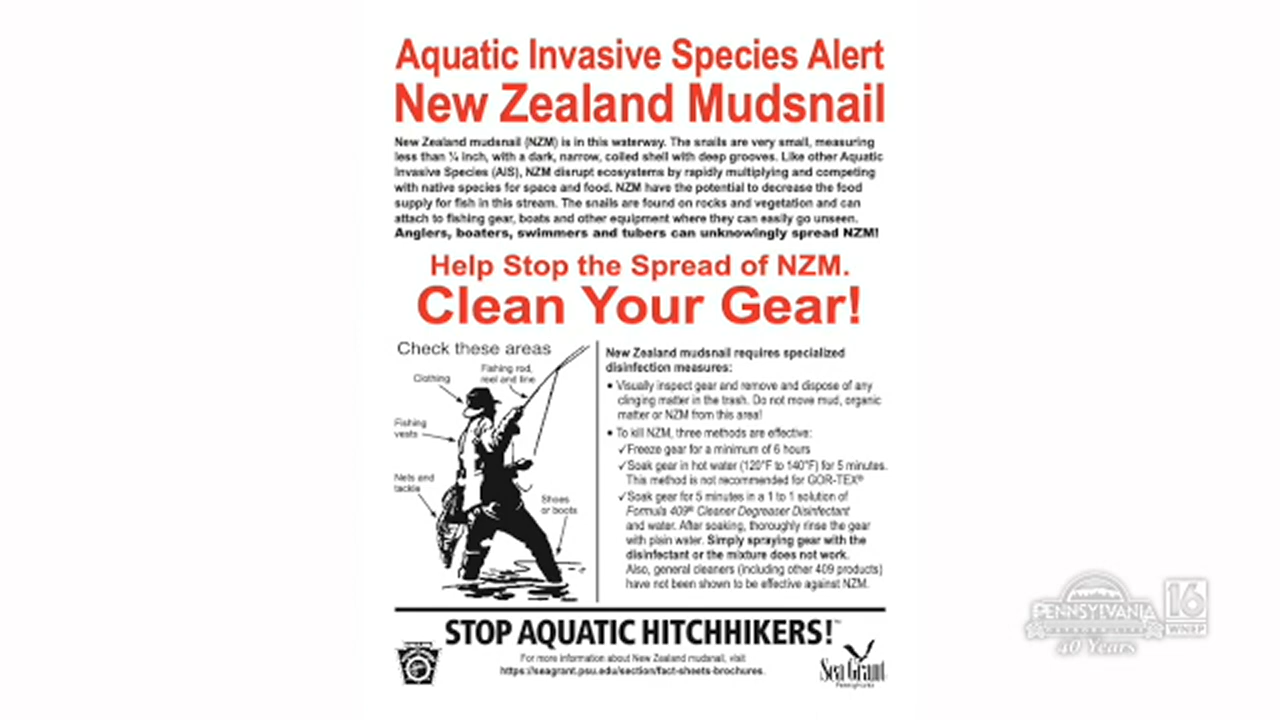 Aquatic Invasive Species Alert
New Zealand Mudsnail
New Zealand mudsnail (NZM) is in this waterway. The snails are very small, measuring
less than ¼ inch, with a dark, narrow, coiled shell with deep grooves. Like other Aquatic
Invasive Species (AIS), NZM disrupt ecosystems by rapidly multiplying and competing
with native species for space and food. NZM have the potential to decrease the food
supply for fish in this stream. The snails are found on rocks and vegetation and can
attach to fishing gear, boats and other equipment where they can easily go unseen.
Anglers, boaters, swimmers and tubers can unknowingly spread NZM!
Help Stop the Spread of NZM.
Clean Your Gear!
Check these areas
Fishing rod,
reel and line
Clothing
Fishing
vests
Nets and
tackle
Shoes
or boots
New Zealand mudsnail requires specialized
disinfection measures:
• Visually inspect gear and remove and dispose of any
clinging matter in the trash. Do not move mud, organic
matter or NZM from this area!
• To kill NZM, three methods are effective:
✓Freeze gear for a minimum of 6 hours
✓Soak gear in hot water (120°F to 140°F) for 5 minutes.
This method is not recommended for GOR-TEX®
✓Soak gear for 5 minutes in a 1 to 1 solution of
Formula 409® Cleaner Degreaser Disinfectant
and water. After soaking, thoroughly rinse the gear
with plain water. Simply spraying gear with the
disinfectant or the mixture does not work.
Also, general cleaners (including other 409 products)
have not been shown to be effective against NZM.
STOP AQUATIC HITCHHIKERS!™
For more information about New Zealand mudsnail, visit
https://seagrant.psu.edu/section/fact-sheets-brochures.
Sea Grant
Pennsylvania
PENNSYLVANIA
40 Years
16
WNEP